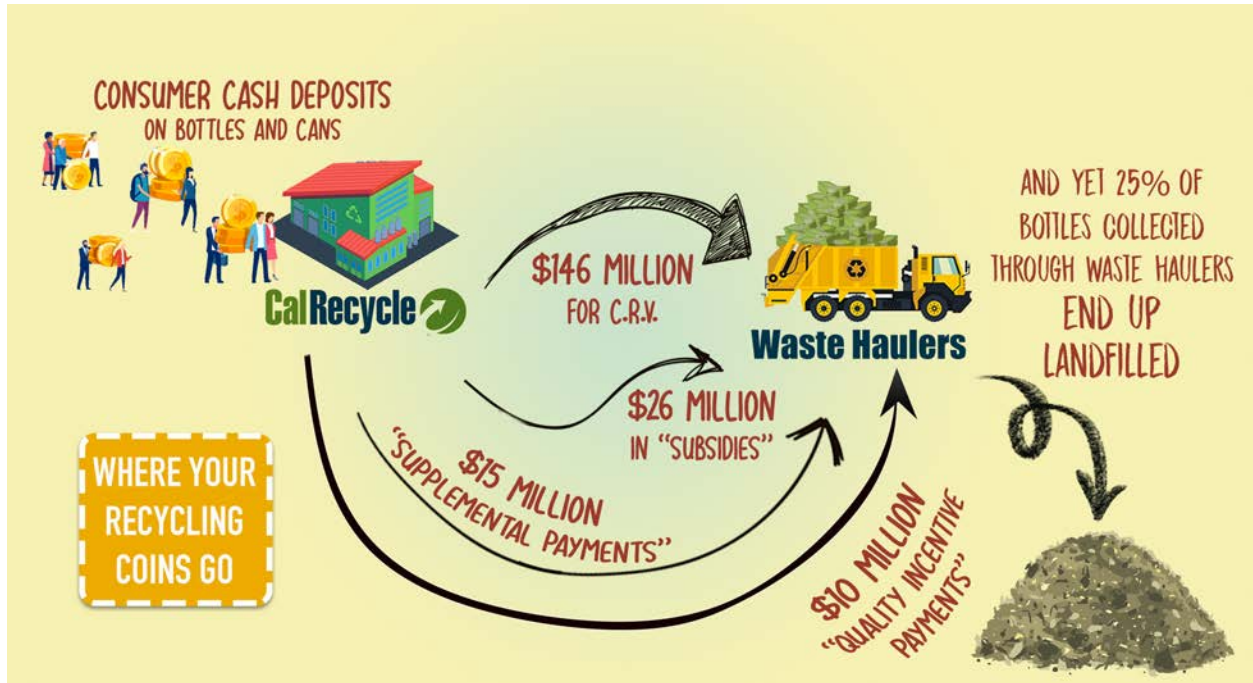 CONSUMER CASH DEPOSITS
ON BOTTLES AND CANS
CalRecycle
$146 MILLION
FOR C.R.V.
Waste Haulers
$26 MILLION
IN “SUBSIDIES”
$15 MILLION
“SUPPLEMENTAL PAYMENTS”
$10 MILLION
“QUALITY INCENTIVE
PAYMENTS”
AND YET 25% OF
BOTTLES COLLECTED
THROUGH WASTE HAULERS
END UP
LANDFILLED
WHERE YOUR
RECYCLING
COINS GO